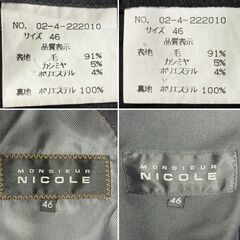 NO. 02-4-222010
サイズ 46
品質表示
表地 毛 91%
カシミヤ 5%
ポリエステル 4%
裏地 ポリエステル 100%
NO. 02-4-222010
サイズ 46
品質表示
表地 毛 91%
カシミヤ 5%
ポリエステル 4%
裏地 ポリエステル 100%
MONSIEUR
NICOLE
46
MONSIEUR
NICOLE
46